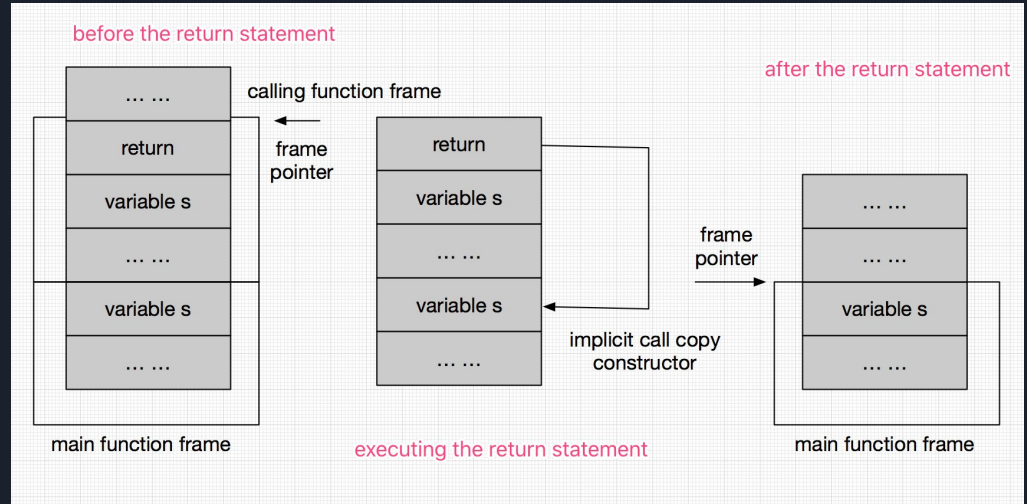 before the return statement
... ...
return
variable s
... ...
variable s
... ...
main function frame
calling function frame
frame
pointer
return
variable s
... ...
variable s
... ...
implicit call copy
constructor
executing the return statement
after the return statement
frame
pointer
... ...
... ...
variable s
... ...
main function frame